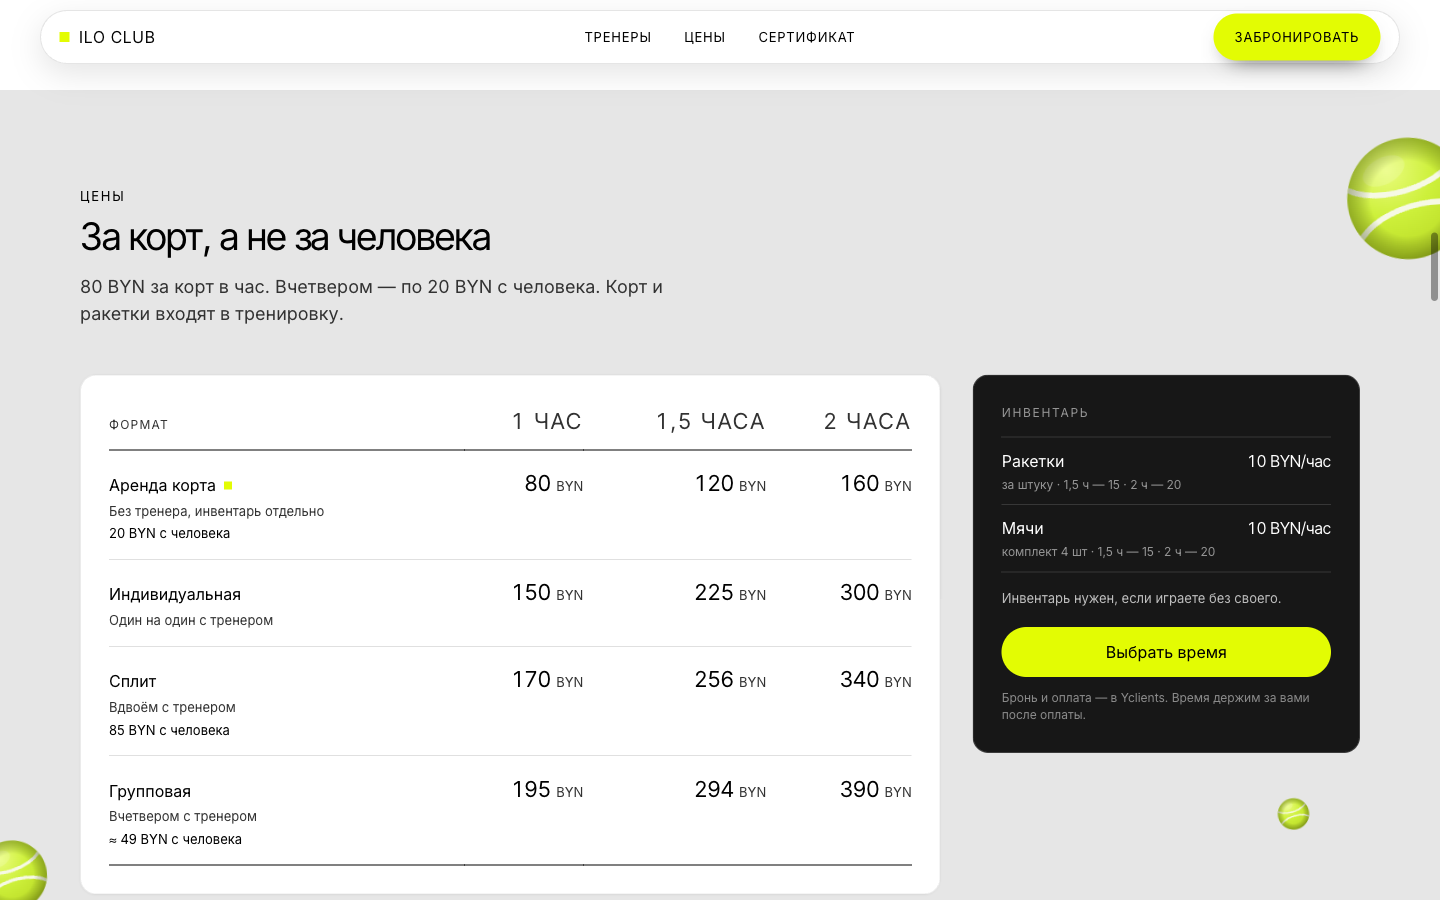 ILO CLUB
ТРЕНЕРЫ ЦЕНЫ СЕРТИФИКАТ
ЗАБРОНИРОВАТЬ
ЦЕНЫ
За корт, а не за человека
80 BYN за корт в час. Вчетвером — по 20 BYN с человека. Корт и
ракетки входят в тренировку.
ФОРМАТ 1 ЧАС 1,5 ЧАСА 2 ЧАСА
Аренда корта 80 BYN 120 BYN 160 BYN
Без тренера, инвентарь отдельно
20 BYN с человека
Индивидуальная 150 BYN 225 BYN 300 BYN
Один на один с тренером
Сплит 170 BYN 256 BYN 340 BYN
Вдвоём с тренером
85 BYN с человека
Групповая 195 BYN 294 BYN 390 BYN
Вчетвером с тренером
≈ 49 BYN с человека
ИНВЕНТАРЬ
Ракетки 10 BYN/час
за штуку · 1,5 ч — 15 · 2 ч — 20
Мячи 10 BYN/час
комплект 4 шт · 1,5 ч — 15 · 2 ч — 20
Инвентарь нужен, если играете без своего.
Выбрать время
Бронь и оплата — в Yclients. Время держим за вами
после оплаты.